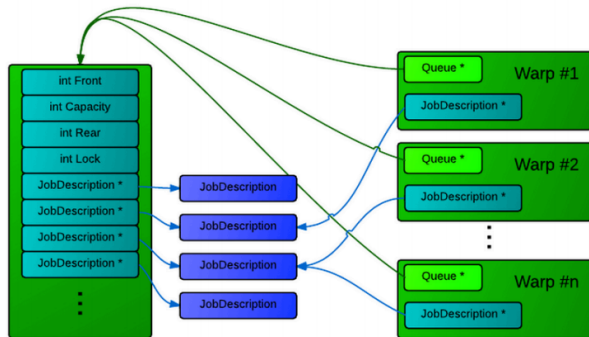 int Front
int Capacity
int Rear
int Lock
JobDescription *
JobDescription *
JobDescription *
JobDescription *
JobDescription
JobDescription
JobDescription
JobDescription
Queue *
Warp #1
JobDescription *
Queue *
Warp #2
JobDescription *
Queue *
Warp #n
JobDescription *